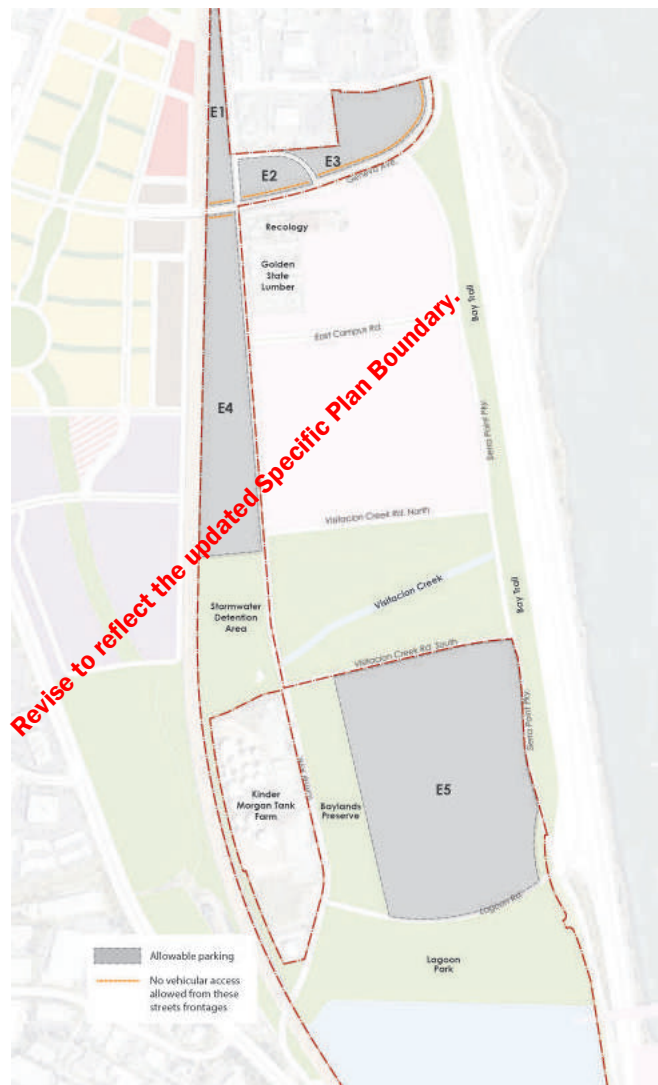 E1
E3
E2
Geneva Ave.
Recology
Golden
State
Lumber
Bay Trail
East Campus Rd.
E4
Sierra Point Pky.
Revise to reflect the updated Specific Plan Boundary.
Visitacion Creek Rd. North
Visitacion Creek
Bay Trail
Stormwater
Detention
Area
Visitacion Creek Rd. South
Sierra Point Pky.
Kinder
Morgan Tank
Farm
Baylands
Preserve
E5
Lagoon Rd.
Lagoon
Park
Allowable parking
No vehicular access
allowed from these
streets frontages